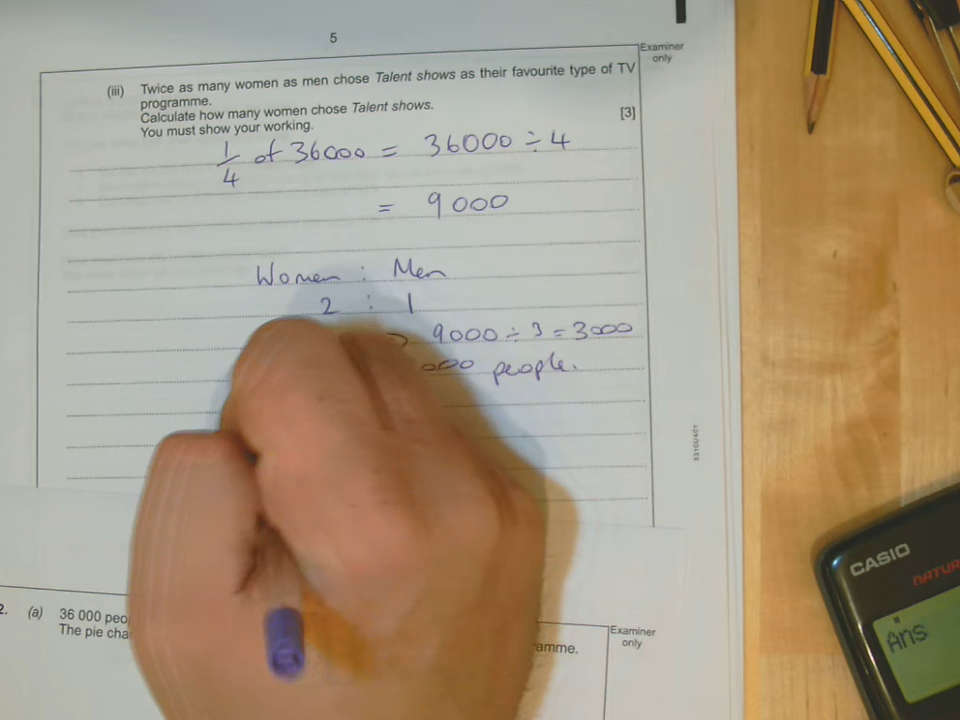 5
Examiner
only
(iii) Twice as many women as men chose Talent shows as their favourite type of TV
programme.
Calculate how many women chose Talent shows.
You must show your working. [3]
1/4 of 36000 = 36000 ÷ 4
= 9000
Women : Men
2 : 1
9000 ÷ 3 = 3000
000 people.
2. (a) 36 000 peo
The pie cha
amme.
Examiner
only
CASIO
Ans